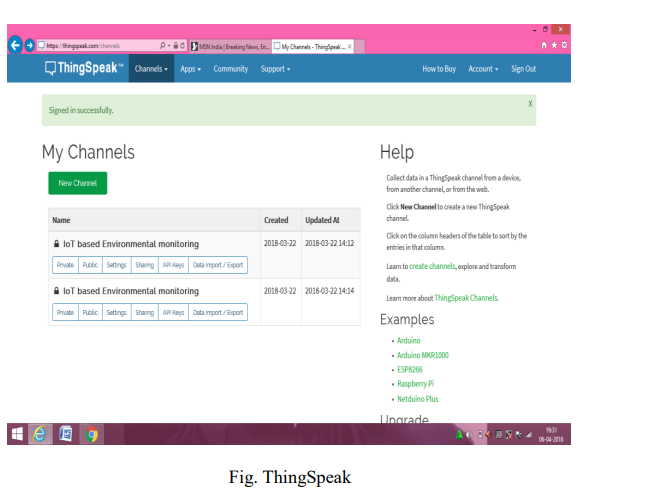 https://thingspeak.com/channels
MSN India | Breaking News, En...
My Channels - ThingSpeak ...
ThingSpeak™
Channels
Apps
Community
Support
How to Buy
Account
Sign Out
Signed in successfully.
X
My Channels
New Channel
Name Created Updated At
IoT based Environmental monitoring 2018-03-22 2018-03-22 14:12
Private Public Settings Sharing API Keys Data Import / Export
IoT based Environmental monitoring 2018-03-22 2018-03-22 14:14
Private Public Settings Sharing API Keys Data Import / Export
Help
Collect data in a ThingSpeak channel from a device,
from another channel, or from the web.
Click New Channel to create a new ThingSpeak
channel.
Click on the column headers of the table to sort by the
entries in that column.
Learn to create channels, explore and transform
data.
Learn more about ThingSpeak Channels.
Examples
• Arduino
• Arduino MKR1000
• ESP8266
• Raspberry Pi
• Netduino Plus
Upgrade
19:31
06-04-2018
Fig. ThingSpeak